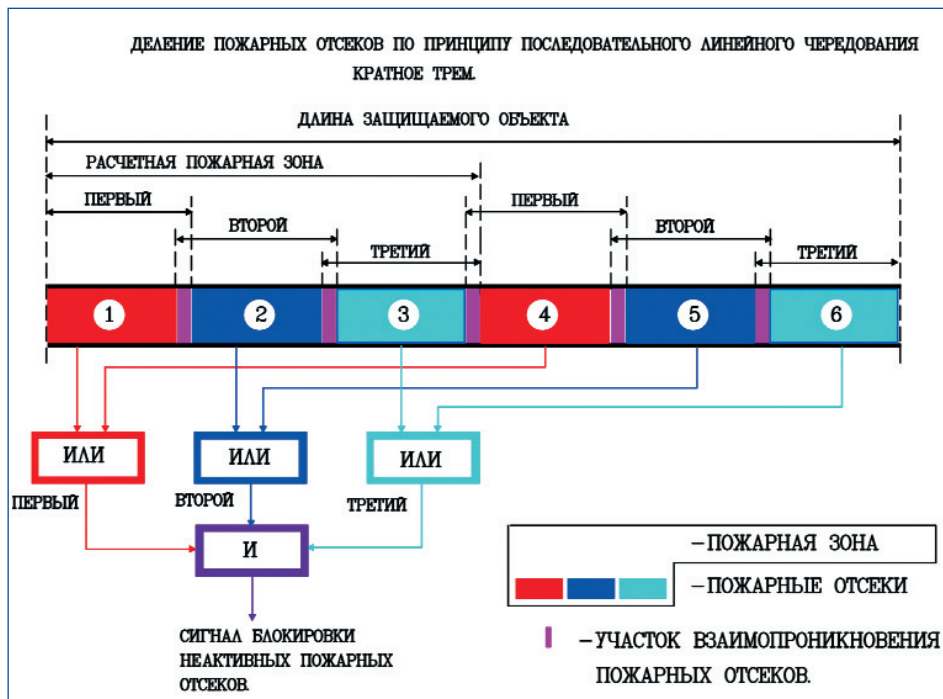 ДЕЛЕНИЕ ПОЖАРНЫХ ОТСЕКОВ ПО ПРИНЦИПУ ПОСЛЕДОВАТЕЛЬНОГО ЛИНЕЙНОГО ЧЕРЕДОВАНИЯ
КРАТНОЕ ТРЕМ.
ДЛИНА ЗАЩИЩАЕМОГО ОБЪЕКТА
РАСЧЕТНАЯ ПОЖАРНАЯ ЗОНА
ПЕРВЫЙ
ПЕРВЫЙ
ВТОРОЙ
ВТОРОЙ
ТРЕТИЙ
ТРЕТИЙ
1 2 3 4 5 6
ИЛИ ИЛИ ИЛИ
ПЕРВЫЙ ВТОРОЙ ТРЕТИЙ
И
СИГНАЛ БЛОКИРОВКИ
НЕАКТИВНЫХ ПОЖАРНЫХ
ОТСЕКОВ.
–ПОЖАРНАЯ ЗОНА
–ПОЖАРНЫЕ ОТСЕКИ
–УЧАСТОК ВЗАИМОПРОНИКНОВЕНИЯ
ПОЖАРНЫХ ОТСЕКОВ.